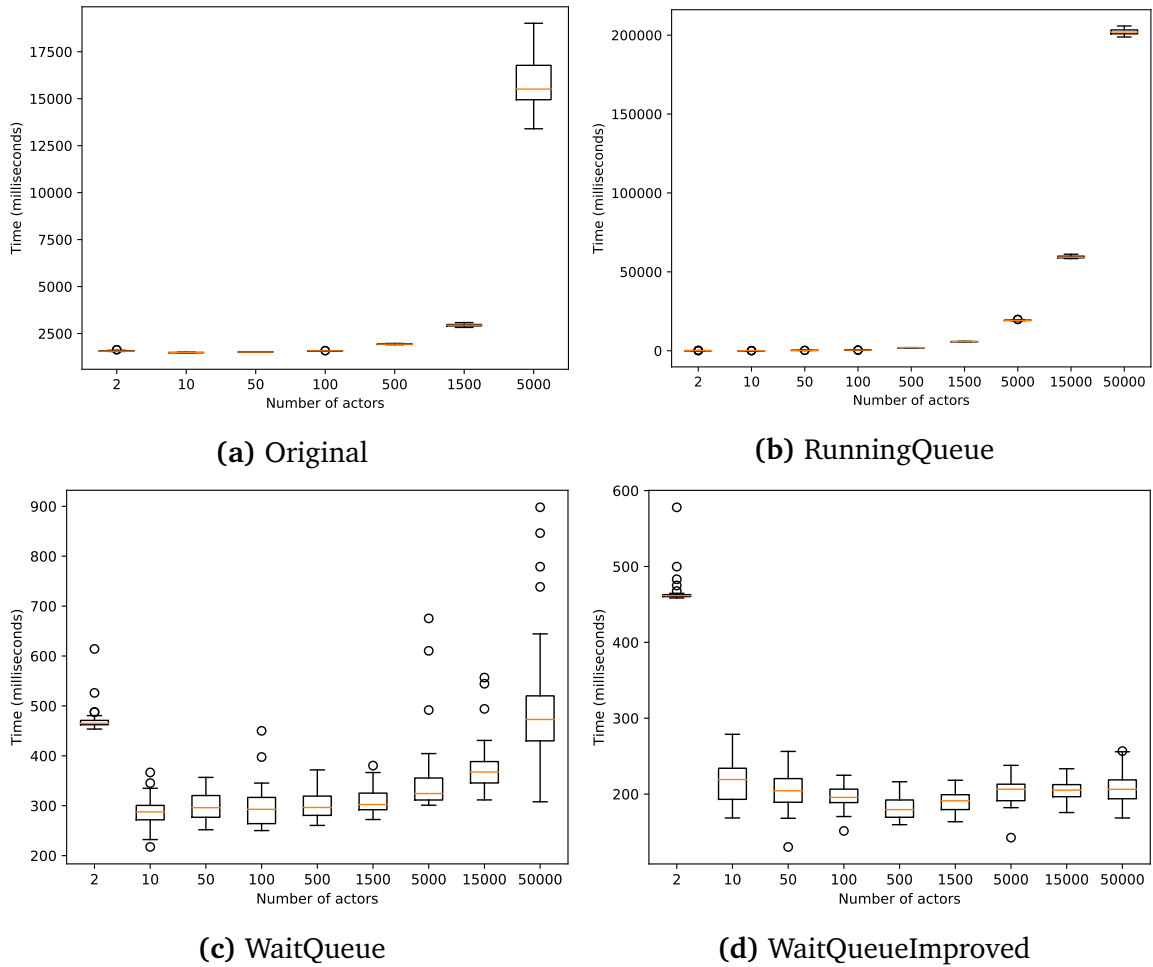 17500
15000
12500
10000
7500
5000
2500
Time (milliseconds)
2 10 50 100 500 1500 5000
Number of actors
(a) Original
200000
150000
100000
50000
0
Time (milliseconds)
2 10 50 100 500 1500 5000 15000 50000
Number of actors
(b) RunningQueue
900
800
700
600
500
400
300
200
Time (milliseconds)
2 10 50 100 500 1500 5000 15000 50000
Number of actors
(c) WaitQueue
600
500
400
300
200
Time (milliseconds)
2 10 50 100 500 1500 5000 15000 50000
Number of actors
(d) WaitQueueImproved